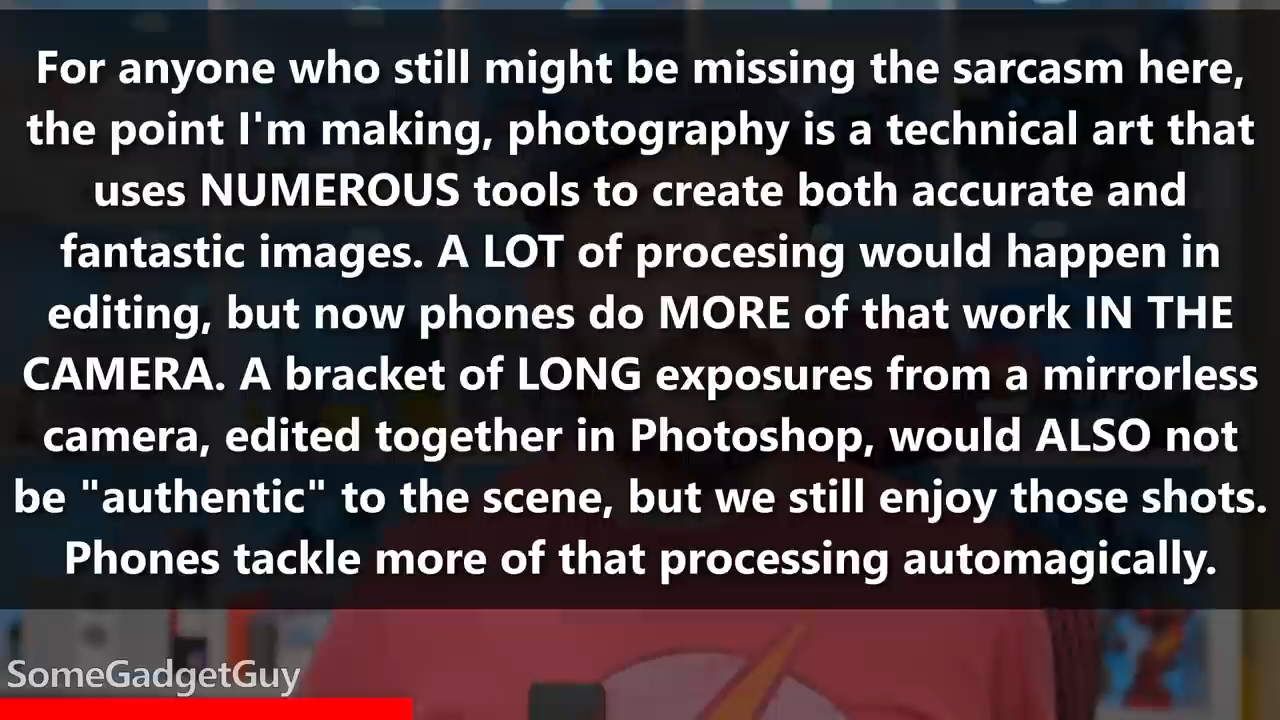 For anyone who still might be missing the sarcasm here,
the point I'm making, photography is a technical art that
uses NUMEROUS tools to create both accurate and
fantastic images. A LOT of procesing would happen in
editing, but now phones do MORE of that work IN THE
CAMERA. A bracket of LONG exposures from a mirrorless
camera, edited together in Photoshop, would ALSO not
be "authentic" to the scene, but we still enjoy those shots.
Phones tackle more of that processing automagically.
SomeGadgetGuy